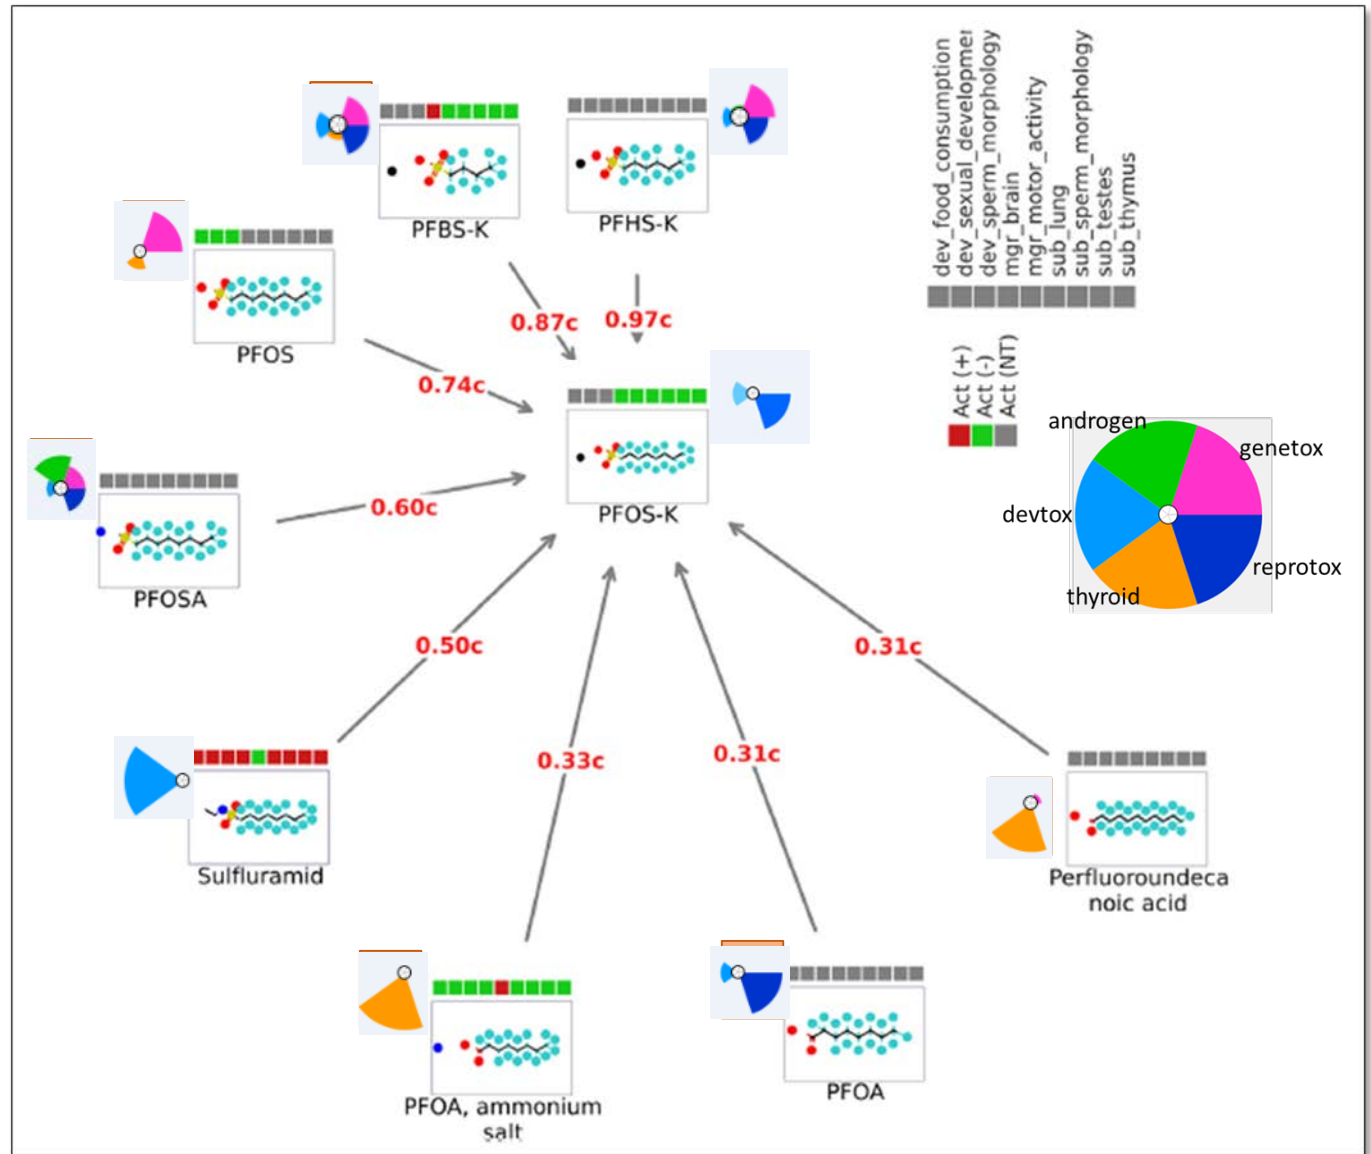 dev_food_consumption
dev_sexual_developmer
dev_sperm_morphology
mgr_brain
mgr_motor_activity
sub_lung
sub_sperm_morphology
sub_testes
sub_thymus
PFBS-K
PFHS-K
0.87c
0.97c
PFOS
0.74c
Act (+)
Act (-)
Act (NT)
androgen
genetox
devtox
reprotox
thyroid
PFOS-K
0.60c
PFOSA
0.50c
0.31c
0.33c
0.31c
Sulfluramid
Perfluoroundeca
noic acid
PFOA, ammonium
salt
PFOA